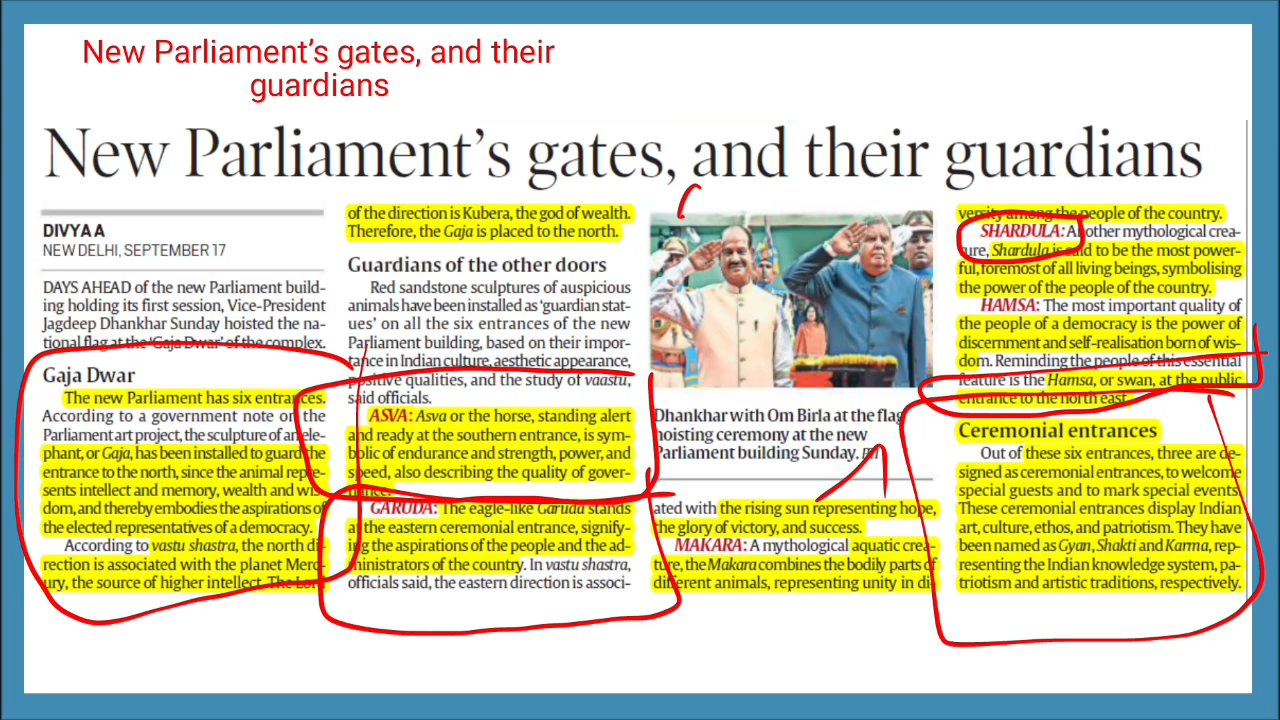 New Parliament's gates, and their
guardians
New Parliament's gates, and their guardians
DIVYA A
NEW DELHI, SEPTEMBER 17
DAYS AHEAD of the new Parliament build-
ing holding its first session, Vice-President
Jagdeep Dhankhar Sunday hoisted the na-
tional flag at the 'Gaja Dwar' of the complex.
Gaja Dwar
The new Parliament has six entrances.
According to a government note on the
Parliament art project, the sculpture of an ele-
phant, or Gaja, has been installed to guard the
entrance to the north, since the animal repre-
sents intellect and memory, wealth and wis-
dom, and thereby embodies the aspirations of
the elected representatives of a democracy.
According to vastu shastra, the north di-
rection is associated with the planet Merc-
ury, the source of higher intellect. The Lord
of the direction is Kubera, the god of wealth.
Therefore, the Gaja is placed to the north.
Guardians of the other doors
Red sandstone sculptures of auspicious
animals have been installed as 'guardian stat-
ues' on all the six entrances of the new
Parliament building, based on their impor-
tance in Indian culture, aesthetic appearance,
positive qualities, and the study of vaastu,
said officials.
ASVA: Asva or the horse, standing alert
and ready at the southern entrance, is sym-
bolic of endurance and strength, power, and
speed, also describing the quality of gover-
nance.
GARUDA: The eagle-like Garuda stands
at the eastern ceremonial entrance, signify-
ing the aspirations of the people and the ad-
ministrators of the country. In vastu shastra,
officials said, the eastern direction is associ-
Dhankhar with Om Birla at the flag
hoisting ceremony at the new
Parliament building Sunday. PTI
ated with the rising sun representing hope,
the glory of victory, and success.
MAKARA: A mythological aquatic crea-
ture, the Makara combines the bodily parts of
different animals, representing unity in di-
versity among the people of the country.
SHARDULA: Another mythological crea-
ture, Shardula is said to be the most power-
ful, foremost of all living beings, symbolising
the power of the people of the country.
HAMSA: The most important quality of
the people of a democracy is the power of
discernment and self-realisation born of wis-
dom. Reminding the people of this essential
feature is the Hamsa, or swan, at the public
entrance to the north east.
Ceremonial entrances
Out of these six entrances, three are de-
signed as ceremonial entrances, to welcome
special guests and to mark special events.
These ceremonial entrances display Indian
art, culture, ethos, and patriotism. They have
been named as Gyan, Shakti and Karma, rep-
resenting the Indian knowledge system, pa-
triotism and artistic traditions, respectively.